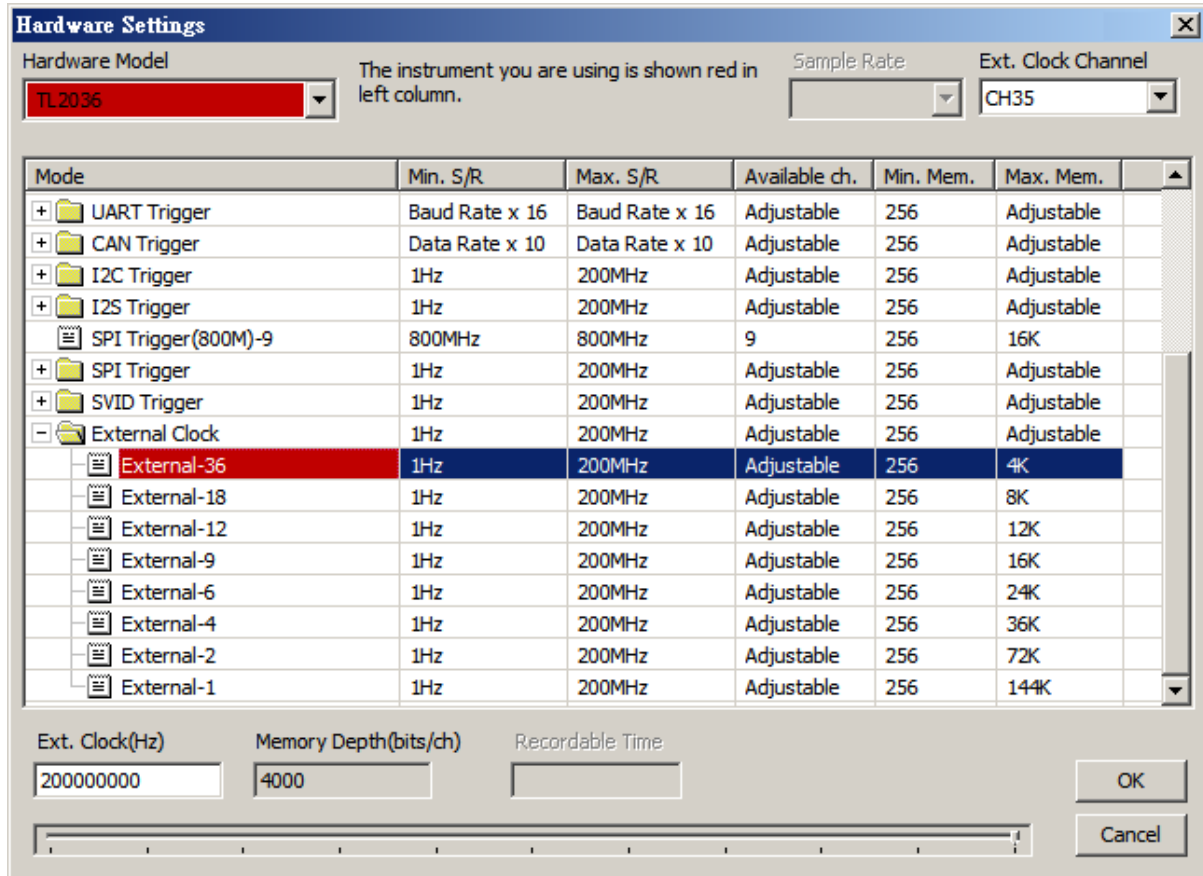 Hardware Settings
Hardware Model
The instrument you are using is shown red in
left column.
Sample Rate
Ext. Clock Channel
TL2036
CH35
Mode Min. S/R Max. S/R Available ch. Min. Mem. Max. Mem.
UART Trigger Baud Rate x 16 Baud Rate x 16 Adjustable 256 Adjustable
CAN Trigger Data Rate x 10 Data Rate x 10 Adjustable 256 Adjustable
I2C Trigger 1Hz 200MHz Adjustable 256 Adjustable
I2S Trigger 1Hz 200MHz Adjustable 256 Adjustable
SPI Trigger(800M)-9 800MHz 800MHz 9 256 16K
SPI Trigger 1Hz 200MHz Adjustable 256 Adjustable
SVID Trigger 1Hz 200MHz Adjustable 256 Adjustable
External Clock 1Hz 200MHz Adjustable 256 Adjustable
External-36 1Hz 200MHz Adjustable 256 4K
External-18 1Hz 200MHz Adjustable 256 8K
External-12 1Hz 200MHz Adjustable 256 12K
External-9 1Hz 200MHz Adjustable 256 16K
External-6 1Hz 200MHz Adjustable 256 24K
External-4 1Hz 200MHz Adjustable 256 36K
External-2 1Hz 200MHz Adjustable 256 72K
External-1 1Hz 200MHz Adjustable 256 144K
Ext. Clock(Hz) Memory Depth(bits/ch) Recordable Time
200000000 4000
OK
Cancel